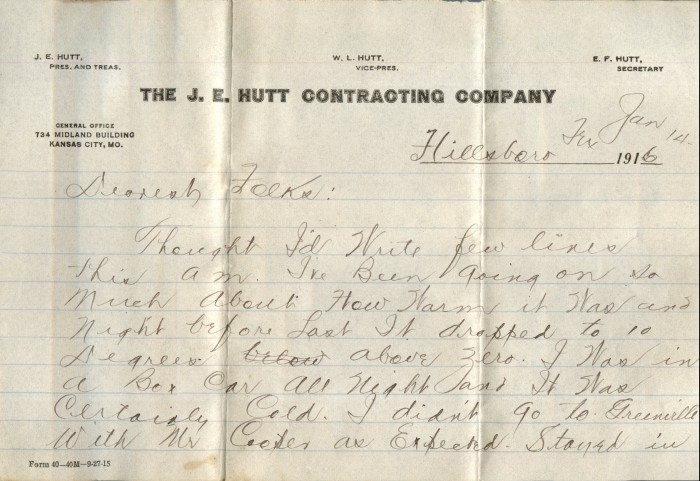 J. E. HUTT,
PRES. AND TREAS.
W. L. HUTT,
VICE-PRES.
E. F. HUTT,
SECRETARY
THE J. E. HUTT CONTRACTING COMPANY
GENERAL OFFICE
734 MIDLAND BUILDING
KANSAS CITY, MO.
Jan 14.
Hillsboro Tex 1916
Dearest Folks:
Thought I'd Write few lines
this a m. I've Been going on so
Much About How Warm it Was and
Night before Last It dropped to 10
Degrees below above zero. I Was in
a Box Car All Night and It Was
Certainly Cold. I didn't go to Greenville
With Mr Cooper as Expected. Stayed in
Form 40—40M—9-27-15